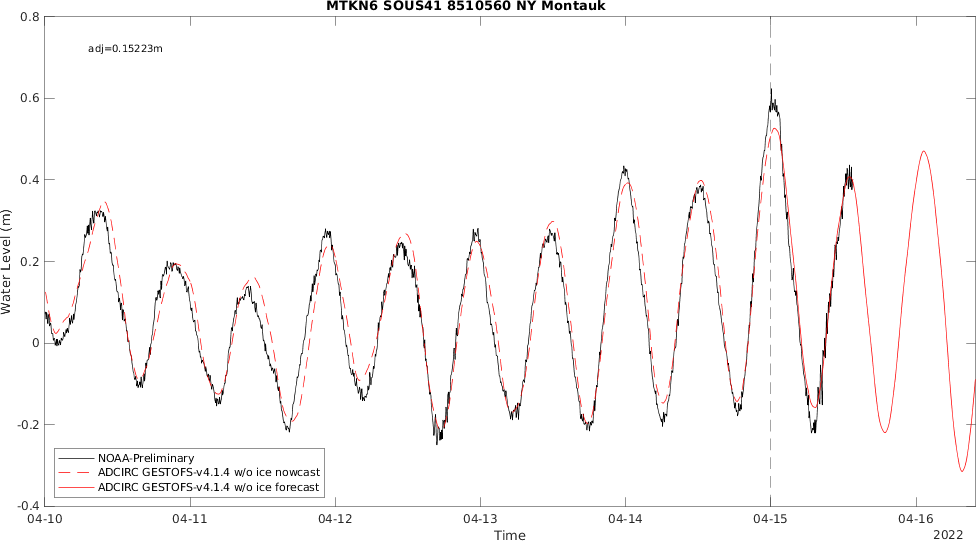 MTKN6 SOUS41 8510560 NY Montauk
adj=0.15223m
0.8
0.6
0.4
0.2
0
-0.2
-0.4
Water Level (m)
NOAA-Preliminary
ADCIRC GESTOFS-v4.1.4 w/o ice nowcast
ADCIRC GESTOFS-v4.1.4 w/o ice forecast
04-10 04-11 04-12 04-13 04-14 04-15 04-16
Time
2022